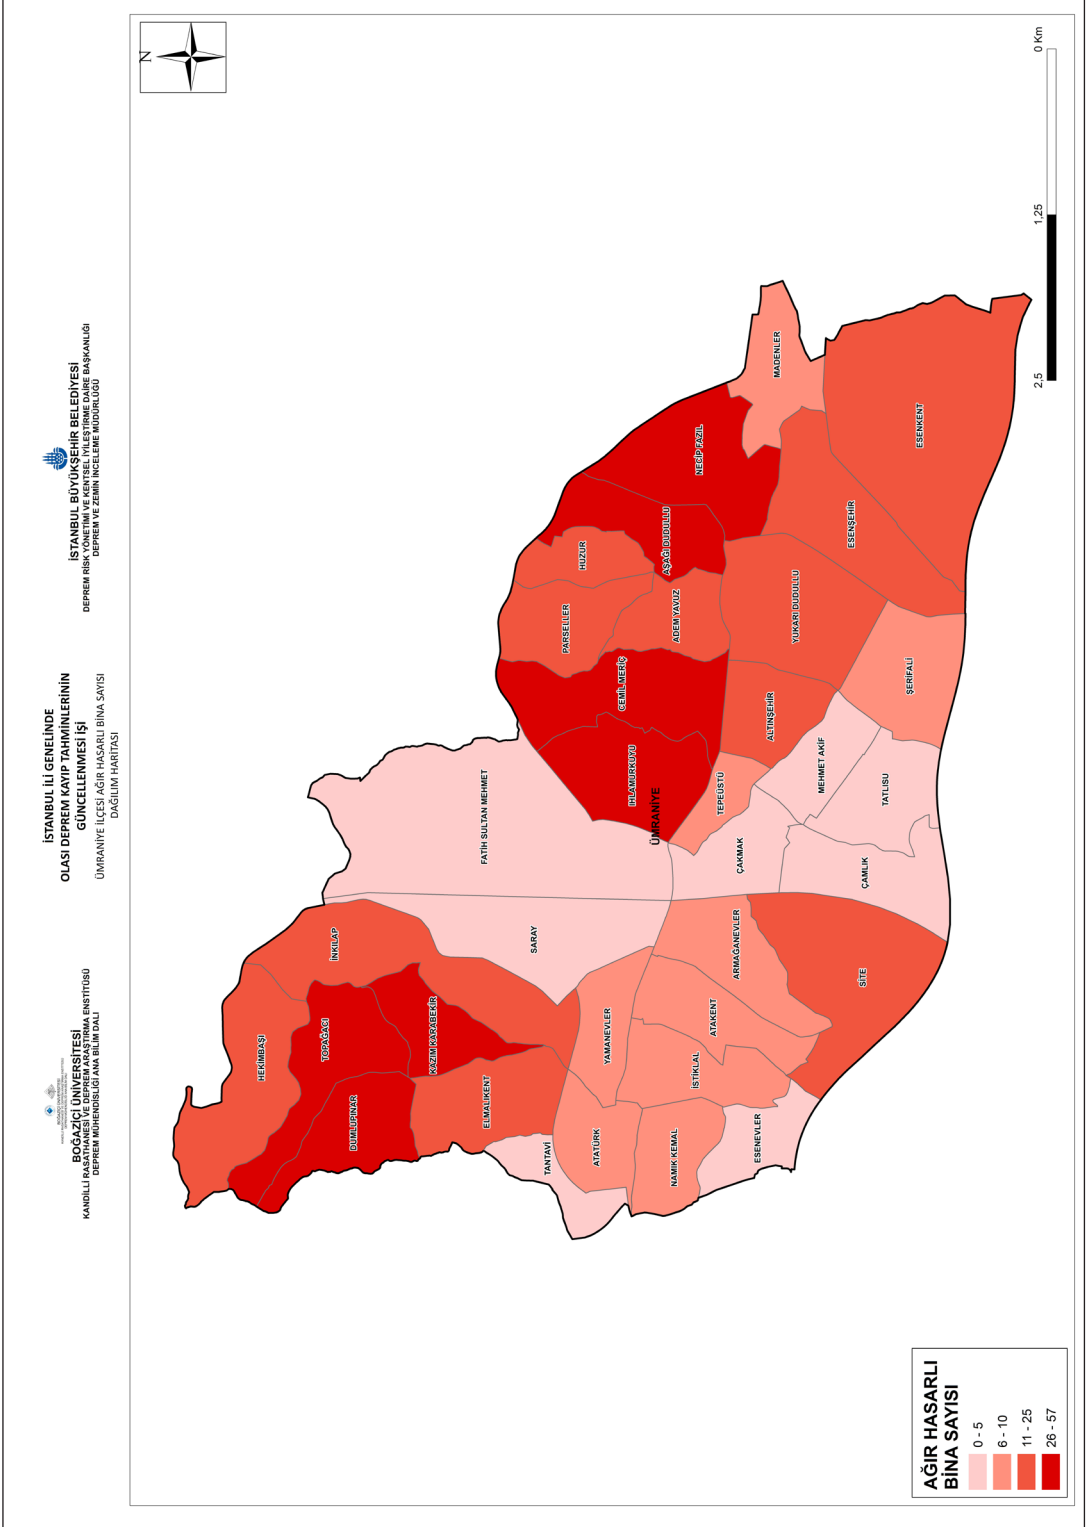 BOĞAZİÇİ ÜNİVERSİTESİ
KANDİLLİ RASATHANESİ VE DEPREM ARAŞTIRMA ENSTİTÜSÜ
DEPREM MÜHENDİSLİĞİ ANA BİLİM DALI
İSTANBUL İLİ GENELİNDE
OLASI DEPREM KAYIP TAHMİNLERİNİN
GÜNCELLENMESİ İŞİ
ÜMRANİYE İLÇESİ AĞIR HASARLI BİNA SAYISI
DAĞILIM HARİTASI
İSTANBUL BÜYÜKŞEHİR BELEDİYESİ
DEPREM RİSK YÖNETİMİ VE KENTSEL İYİLEŞTİRME DAİRE BAŞKANLIĞI
DEPREM VE ZEMİN İNCELEME MÜDÜRLÜĞÜ
N
HEKİMBAŞI
İNKILAP
TOPAĞACI
DUMLUPINAR
KAZIM KARABEKİR
ELMALIKENT
FATİH SULTAN MEHMET
SARAY
TANTAVİ
PARSELLER
HUZUR
ATATÜRK
YAMANEVLER
IHLAMURKUYU
CEMİL MERİÇ
ÜMRANİYE
ADEM YAVUZ
AŞAĞI DUDULLU
NECİP FAZIL
NAMIK KEMAL
İSTİKLAL
ATAKENT
ARMAĞANEVLER
TEPEÜSTÜ
ÇAKMAK
ESENEVLER
ALTINŞEHİR
YUKARI DUDULLU
MADENLER
MEHMET AKİF
ESENŞEHİR
SİTE
ÇAMLIK
TATLISU
ŞERİFALİ
ESENKENT
AĞIR HASARLI
BİNA SAYISI
0 - 5
6 - 10
11 - 25
26 - 57
2,5
1,25
0 Km